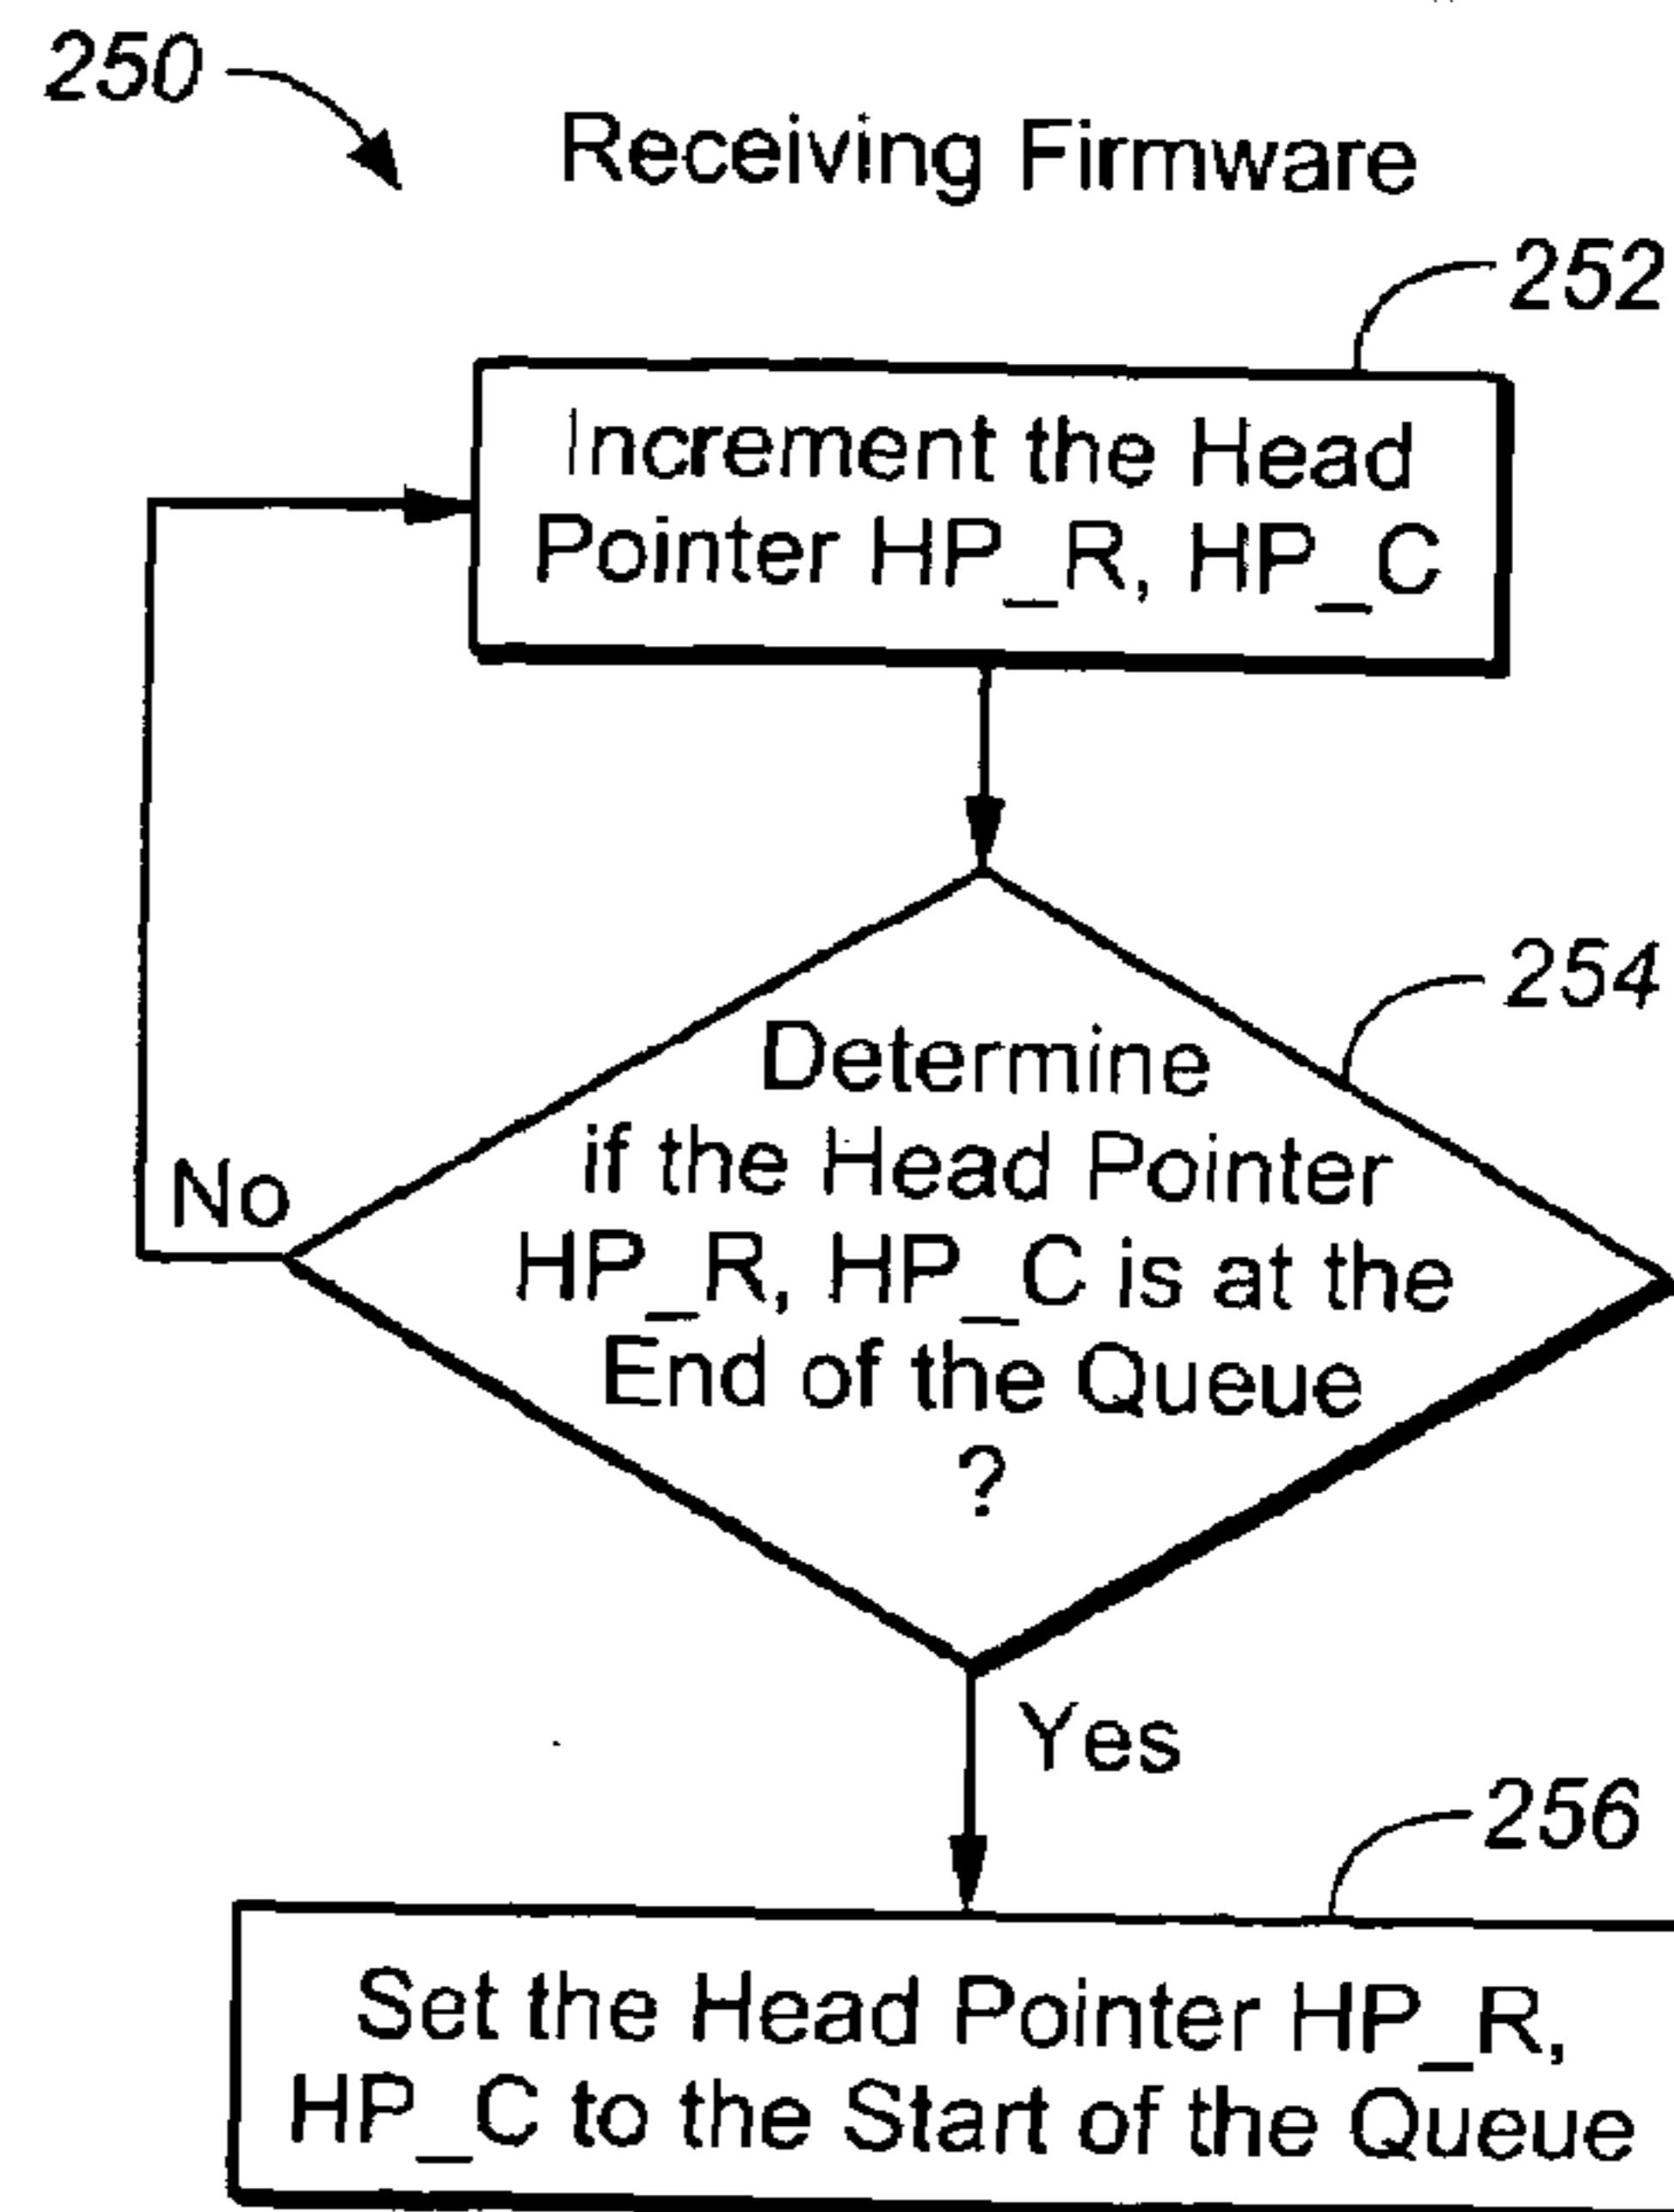 250
Receiving Firmware
252
Increment the Head
Pointer HP_R, HP_C
254
Determine
if the Head Pointer
HP_R, HP_C is at the
End of the Queue
?
No
Yes
256
Set the Head Pointer HP_R,
HP_C to the Start of the Queue